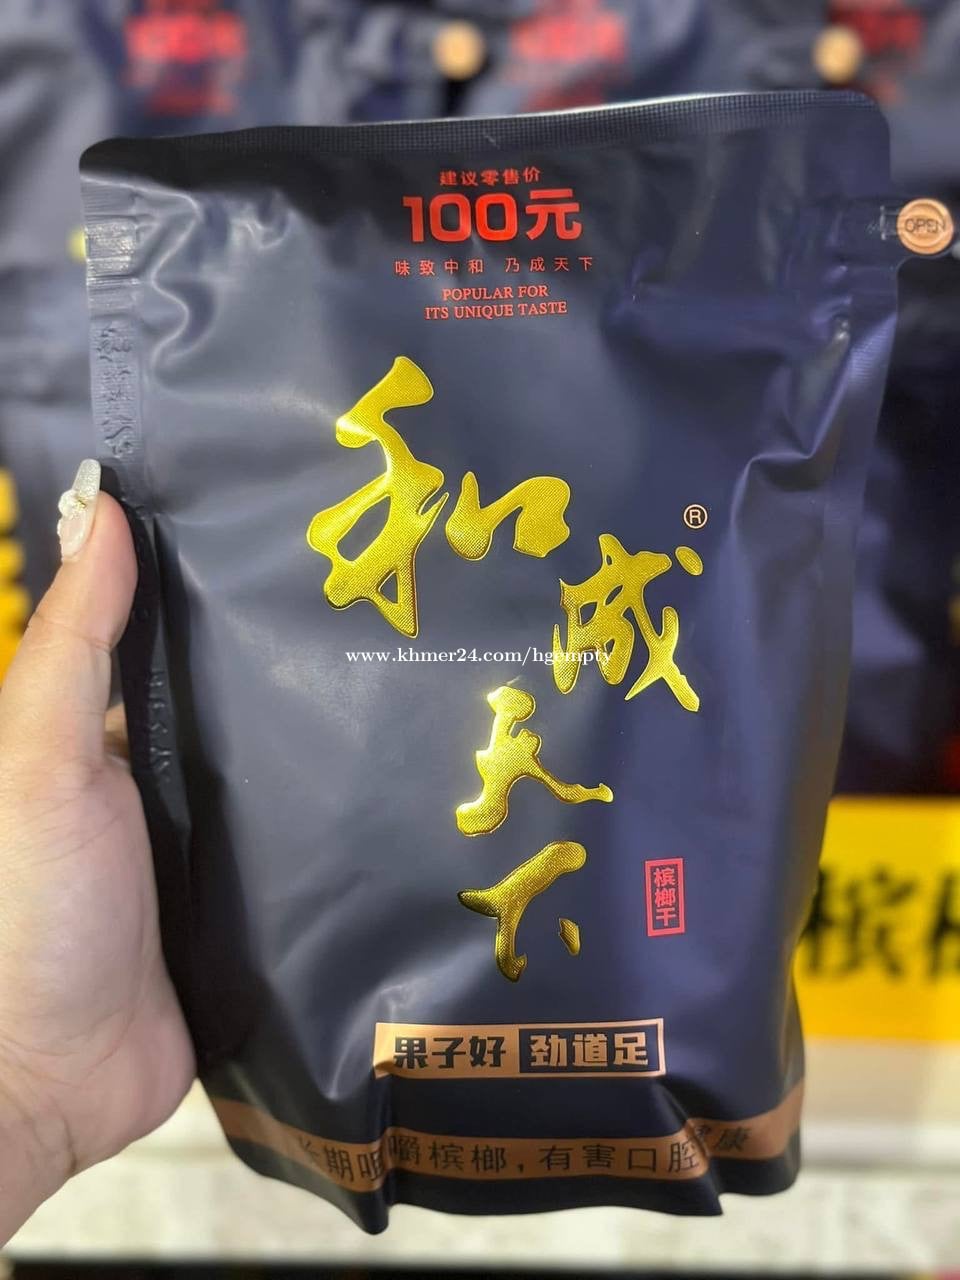 建议零售价
100元
味致中和 乃成天下
POPULAR FOR
ITS UNIQUE TASTE
OPEN
和成天下
®
www.khmer24.com/hgempty
槟榔干
果子好 劲道足
长期咀嚼槟榔,有害口腔健康
槟